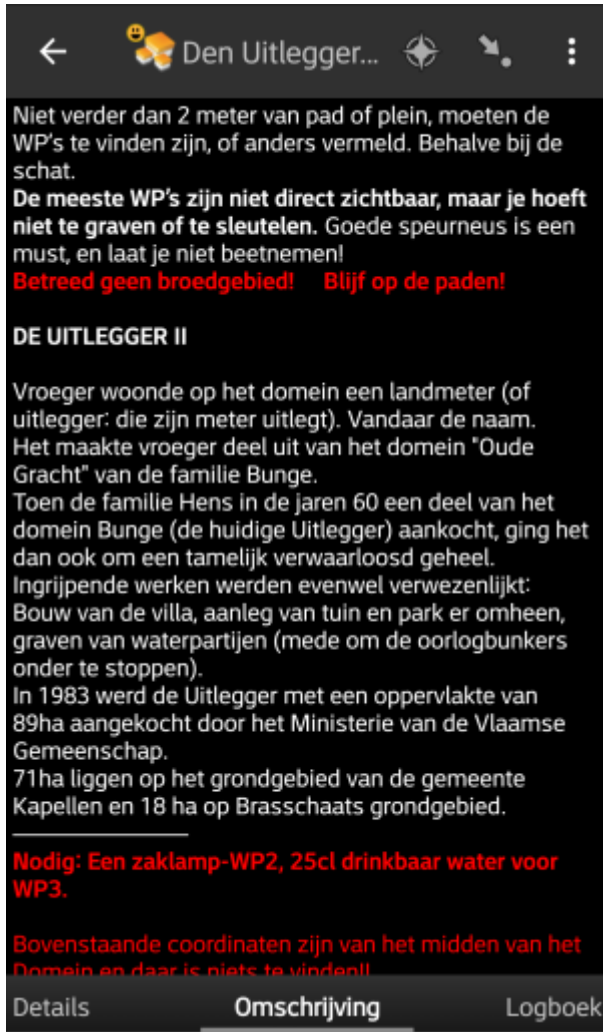 Den Uitlegger...
Niet verder dan 2 meter van pad of plein, moeten de
WP's te vinden zijn, of anders vermeld. Behalve bij de
schat.
De meeste WP's zijn niet direct zichtbaar, maar je hoeft
niet te graven of te sleutelen. Goede speurneus is een
must, en laat je niet beetnemen!
Betreed geen broedgebied! Blijf op de paden!
DE UITLEGGER II
Vroeger woonde op het domein een landmeter (of
uitlegger: die zijn meter uitlegt). Vandaar de naam.
Het maakte vroeger deel uit van het domein "Oude
Gracht" van de familie Bunge.
Toen de familie Hens in de jaren 60 een deel van het
domein Bunge (de huidige Uitlegger) aankocht, ging het
dan ook om een tamelijk verwaarloosd geheel.
Ingrijpende werken werden evenwel verwezenlijkt:
Bouw van de villa, aanleg van tuin en park er omheen,
graven van waterpartijen (mede om de oorlogbunkers
onder te stoppen).
In 1983 werd de Uitlegger met een oppervlakte van
89ha aangekocht door het Ministerie van de Vlaamse
Gemeenschap.
71ha liggen op het grondgebied van de gemeente
Kapellen en 18 ha op Brasschaats grondgebied.
Nodig: Een zaklamp-WP2, 25cl drinkbaar water voor
WP3.
Bovenstaande coordinaten zijn van het midden van het
Domein en daar is niets te vinden!!
Details Omschrijving Logboek